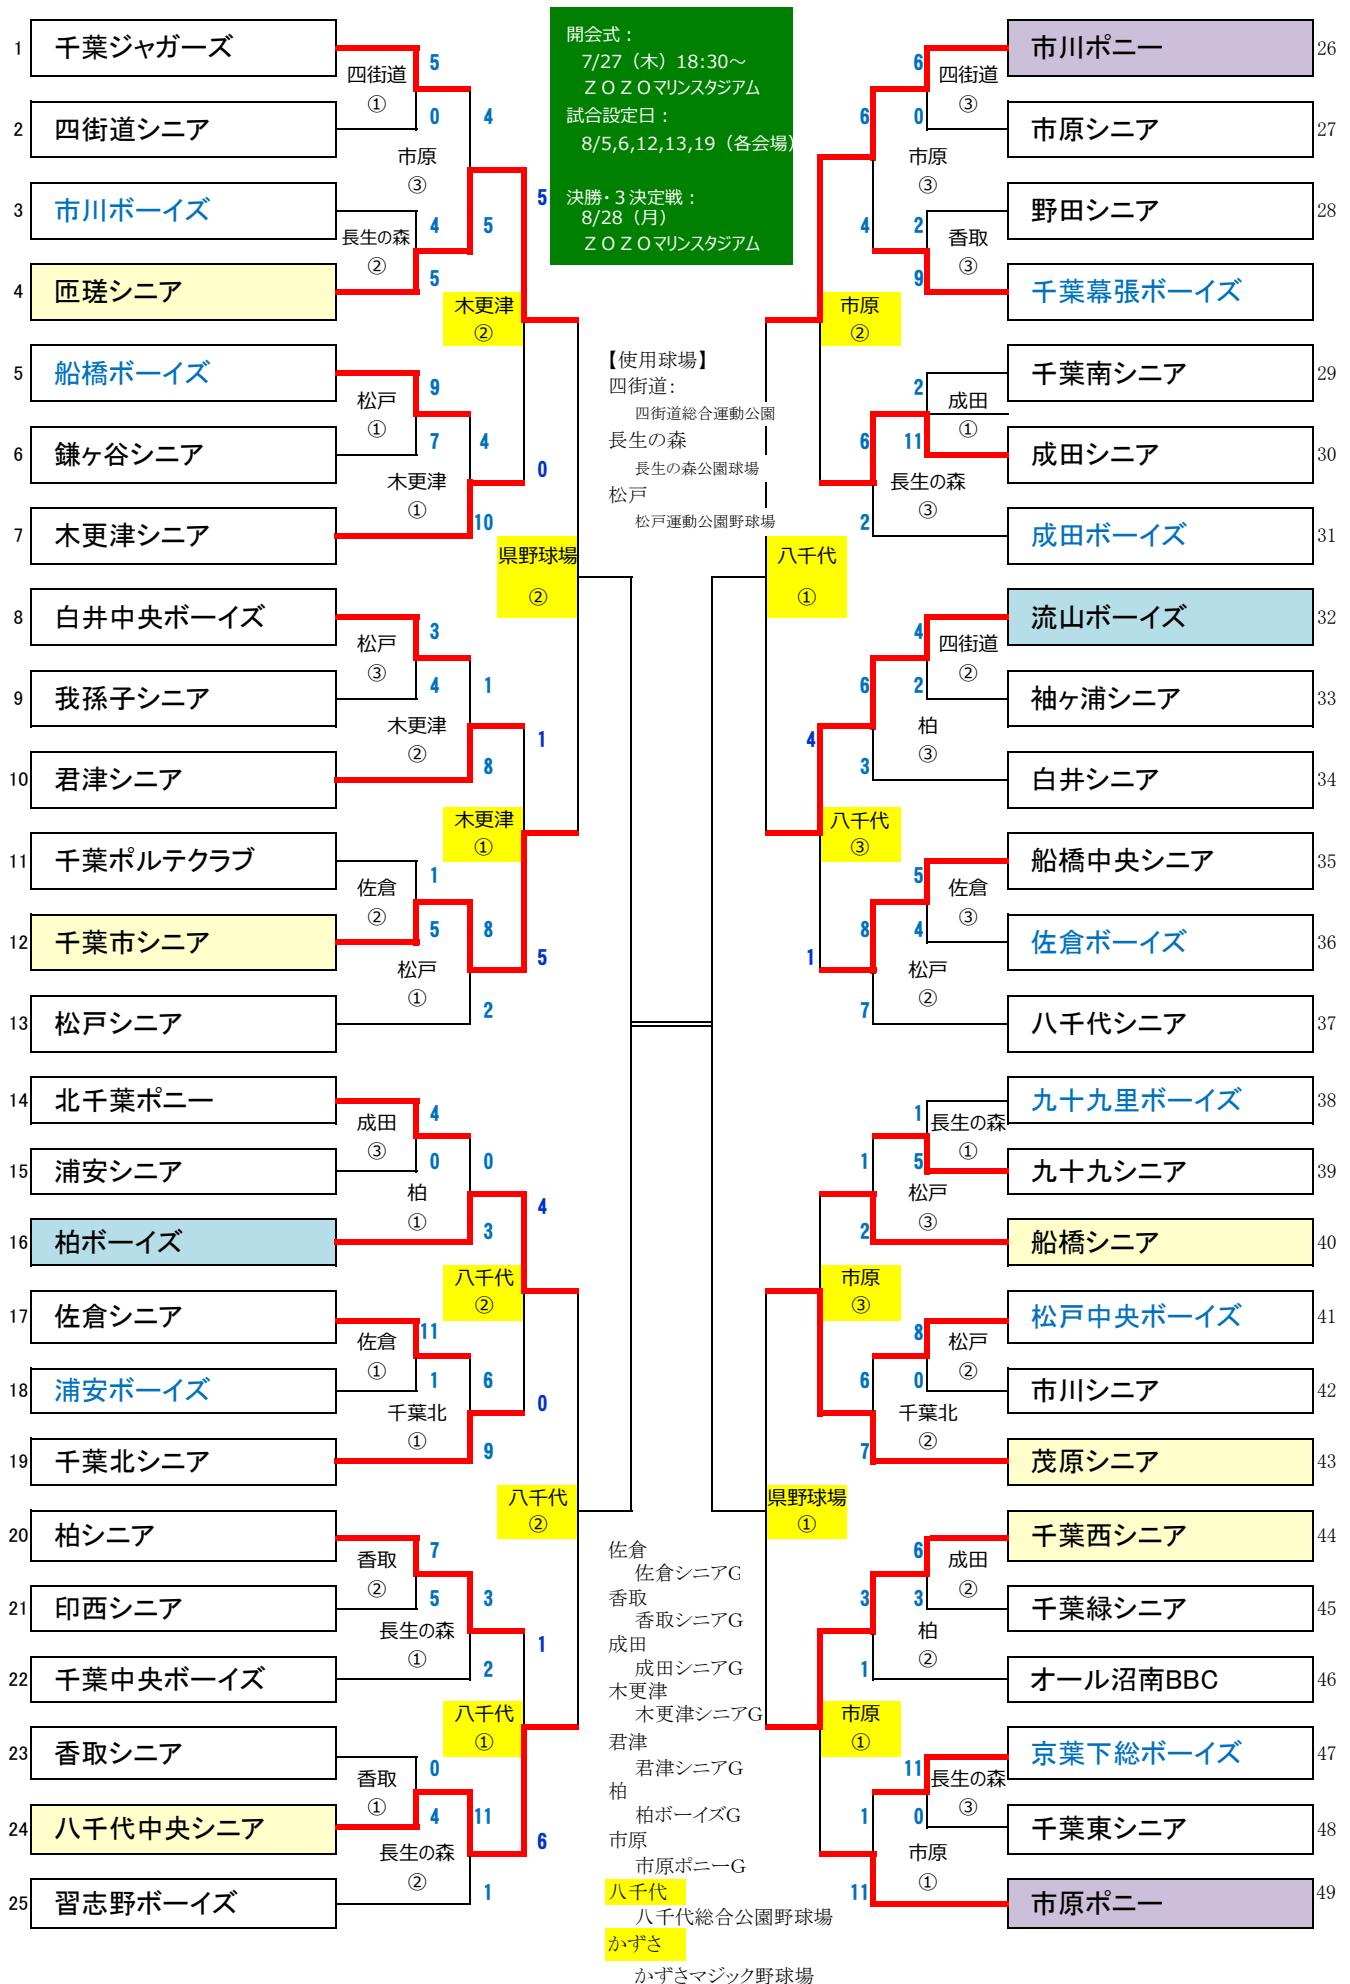 開会式：
7/27（木）18:30～
ＺＯＺＯマリンスタジアム
試合設定日：
8/5,6,12,13,19（各会場）
決勝・３決定戦：
8/28（月）
ＺＯＺＯマリンスタジアム
1 千葉ジャガーズ
5
四街道
①
0
2 四街道シニア
4
市原
③
5
3 市川ボーイズ
4
長生の森
②
5
4 匝瑳シニア
5
木更津
②
0
5 船橋ボーイズ
9
松戸
①
7
6 鎌ヶ谷シニア
4
木更津
①
10
7 木更津シニア
県野球場
②
8 白井中央ボーイズ
3
松戸
③
4
9 我孫子シニア
1
木更津
②
8
10 君津シニア
1
木更津
①
5
11 千葉ポルテクラブ
1
佐倉
②
5
12 千葉市シニア
8
松戸
①
2
13 松戸シニア
14 北千葉ポニー
4
成田
③
0
15 浦安シニア
0
柏
①
3
16 柏ボーイズ
4
八千代
②
0
17 佐倉シニア
11
佐倉
①
1
18 浦安ボーイズ
6
千葉北
①
9
19 千葉北シニア
八千代
②
20 柏シニア
7
香取
②
5
21 印西シニア
3
長生の森
①
2
22 千葉中央ボーイズ
1
八千代
①
6
23 香取シニア
0
香取
①
4
24 八千代中央シニア
11
長生の森
②
1
25 習志野ボーイズ
【使用球場】
四街道：
四街道総合運動公園
長生の森
長生の森公園球場
松戸
松戸運動公園野球場
佐倉
佐倉シニアG
香取
香取シニアG
成田
成田シニアG
木更津
木更津シニアG
君津
君津シニアG
柏
柏ボーイズG
市原
市原ポニーG
八千代
八千代総合公園野球場
かずさ
かずさマジック野球場
市川ポニー 26
6
四街道
③
0
市原シニア 27
6
市原
③
4
野田シニア 28
2
香取
③
9
千葉幕張ボーイズ
市原
②
千葉南シニア 29
2
成田
①
11
成田シニア 30
6
長生の森
③
2
成田ボーイズ 31
八千代
①
流山ボーイズ 32
4
四街道
②
2
袖ヶ浦シニア 33
6
柏
③
3
白井シニア 34
4
八千代
③
1
船橋中央シニア 35
5
佐倉
③
4
佐倉ボーイズ 36
8
松戸
②
7
八千代シニア 37
九十九里ボーイズ 38
1
長生の森
①
5
九十九シニア 39
1
松戸
③
2
船橋シニア 40
市原
③
松戸中央ボーイズ 41
8
松戸
②
0
市川シニア 42
6
千葉北
②
7
茂原シニア 43
県野球場
①
千葉西シニア 44
6
成田
②
3
千葉緑シニア 45
3
柏
②
1
オール沼南BBC 46
市原
①
京葉下総ボーイズ 47
11
長生の森
③
0
千葉東シニア 48
1
市原
①
11
市原ポニー 49